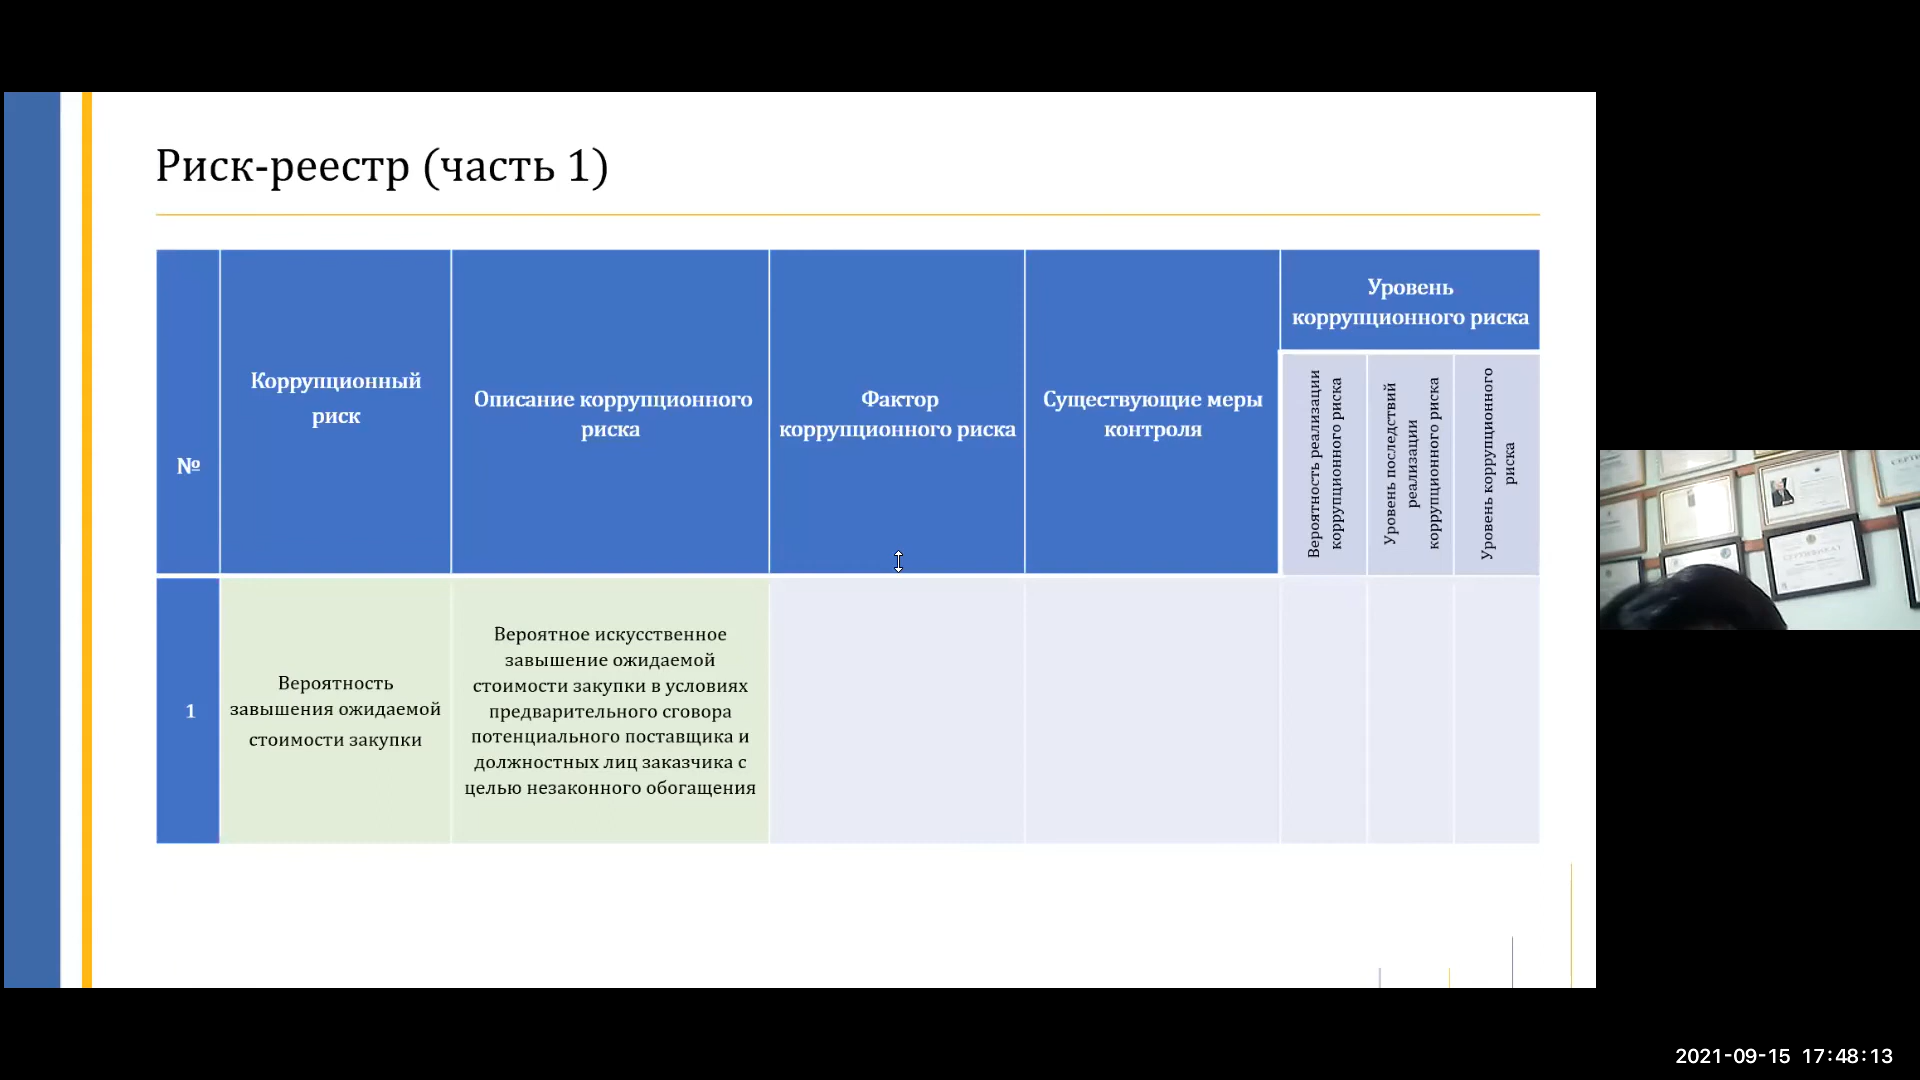 Риск-реестр (часть 1)
№
Коррупционный
риск
Описание коррупционного
риска
Фактор
коррупционного риска
Существующие меры
контроля
Уровень
коррупционного риска
Вероятность реализации
коррупционного риска
Уровень последствий
реализации
коррупционного риска
Уровень коррупционного
риска
1
Вероятность
завышения ожидаемой
стоимости закупки
Вероятное искусственное
завышение ожидаемой
стоимости закупки в условиях
предварительного сговора
потенциального поставщика и
должностных лиц заказчика с
целью незаконного обогащения
СЕРТИФИКАТ
2021-09-15 17:48:13